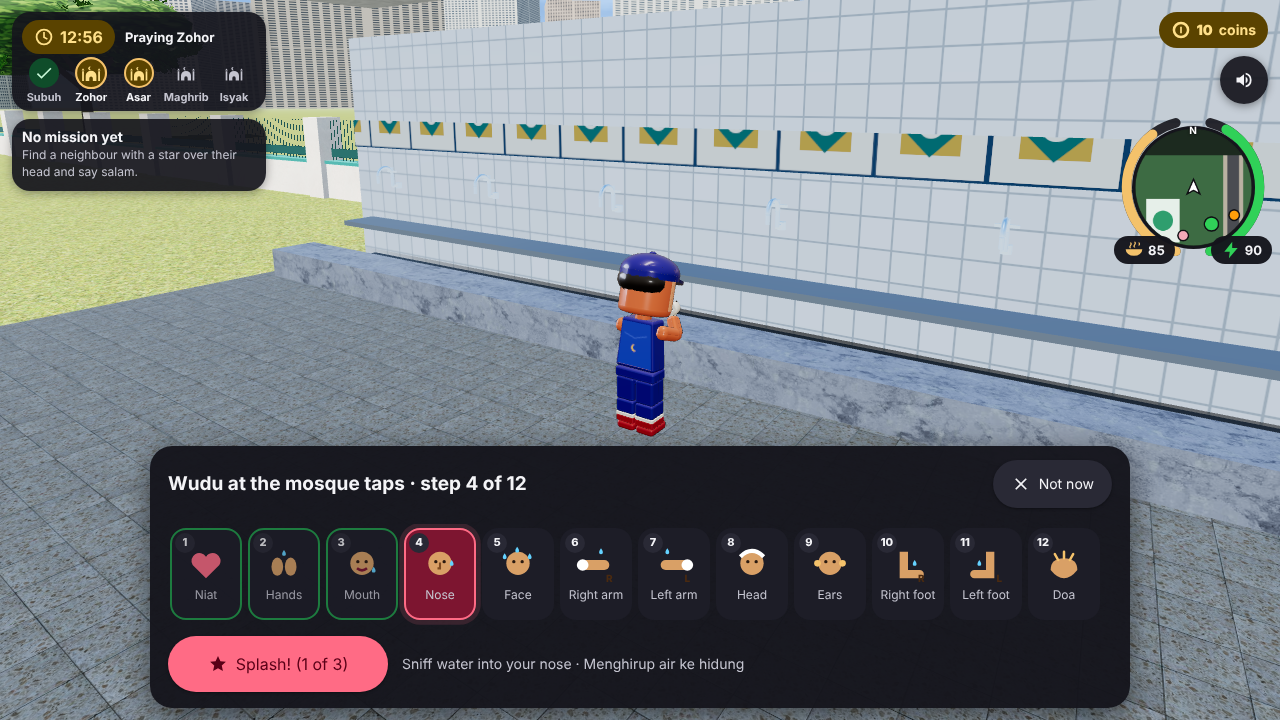 12:56 Praying Zohor
Subuh Zohor Asar Maghrib Isyak
No mission yet
Find a neighbour with a star over their
head and say salam.
10 coins
N
85 90
Wudu at the mosque taps · step 4 of 12
Not now
1 2 3 4 5 6 7 8 9 10 11 12
R L R L
Niat Hands Mouth Nose Face Right arm Left arm Head Ears Right foot Left foot Doa
Splash! (1 of 3) Sniff water into your nose · Menghirup air ke hidung